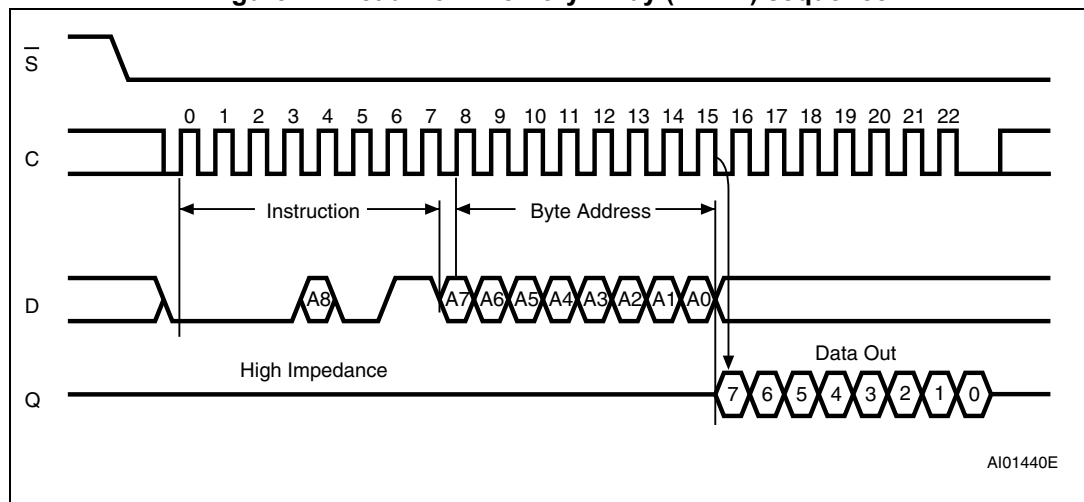 S
0 1 2 3 4 5 6 7 8 9 10 11 12 13 14 15 16 17 18 19 20 21 22
C
Instruction Byte Address
D A8 A7 A6 A5 A4 A3 A2 A1 A0
High Impedance Data Out
Q 7 6 5 4 3 2 1 0
AI01440E